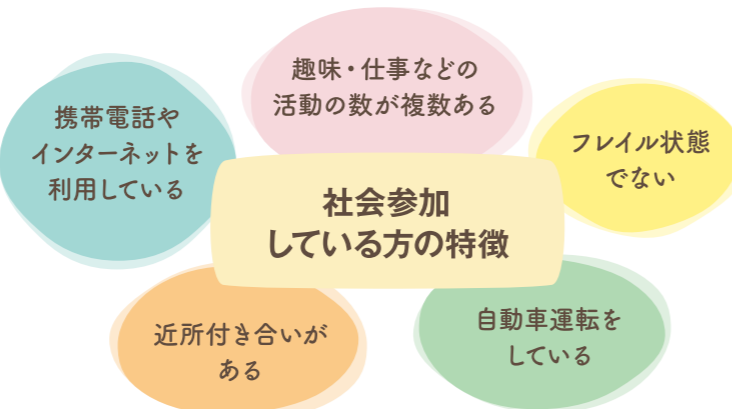 趣味・仕事などの
活動の数が複数ある
携帯電話や
インターネットを
利用している
フレイル状態
でない
社会参加
している方の特徴
近所付き合いが
ある
自動車運転を
している